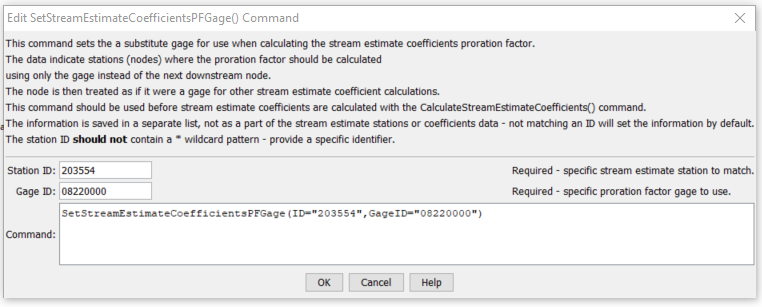 Edit SetStreamEstimateCoefficientsPFGage() Command
This command sets the a substitute gage for use when calculating the stream estimate coefficients proration factor.
The data indicate stations (nodes) where the proration factor should be calculated
using only the gage instead of the next downstream node.
The node is then treated as if it were a gage for other stream estimate coefficient calculations.
This command should be used before stream estimate coefficients are calculated with the CalculateStreamEstimateCoefficients() command.
The information is saved in a separate list, not as a part of the stream estimate stations or coefficients data - not matching an ID will set the information by default.
The station ID should not contain a * wildcard pattern - provide a specific identifier.
Station ID: 203554 Required - specific stream estimate station to match.
Gage ID: 08220000 Required - specific proration factor gage to use.
SetStreamEstimateCoefficientsPFGage(ID="203554",GageID="08220000")
Command:
OK Cancel Help